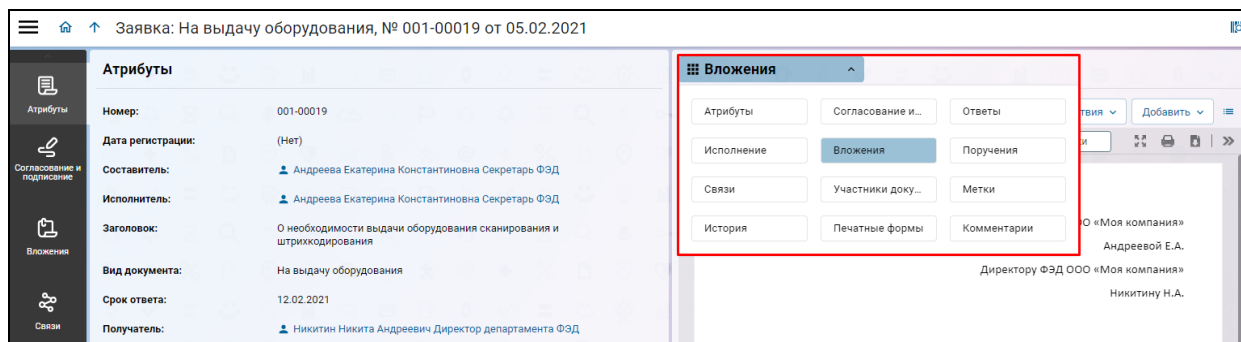 Заявка: На выдачу оборудования, № 001-00019 от 05.02.2021
Атрибуты
Согласование и подписание
Вложения
Связи
Атрибуты
Номер: 001-00019
Дата регистрации: (Нет)
Составитель: Андреева Екатерина Константиновна Секретарь ФЭД
Исполнитель: Андреева Екатерина Константиновна Секретарь ФЭД
Заголовок: О необходимости выдачи оборудования сканирования и
штрихкодирования
Вид документа: На выдачу оборудования
Срок ответа: 12.02.2021
Получатель: Никитин Никита Андреевич Директор департамента ФЭД
Вложения
Атрибуты Согласование и... Ответы
Исполнение Вложения Поручения
Связи Участники доку... Метки
История Печатные формы Комментарии
твия Добавить
и
ОО «Моя компания»
Андреевой Е.А.
Директору ФЭД ООО «Моя компания»
Никитину Н.А.